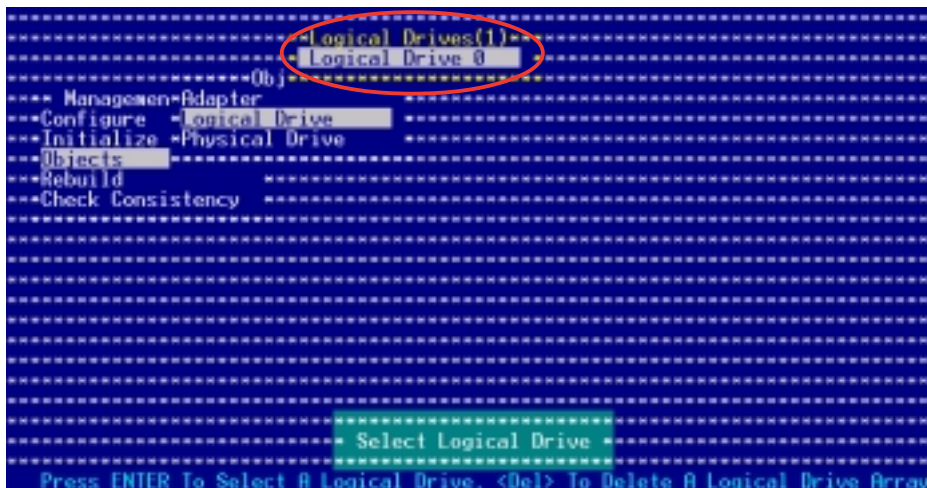 Logical Drives(1)
Logical Drive 0
Obj
Managemen Adapter
Configure Logical Drive
Initialize Physical Drive
Objects
Rebuild
Check Consistency
Select Logical Drive
Press ENTER To Select A Logical Drive, <Del> To Delete A Logical Drive Array